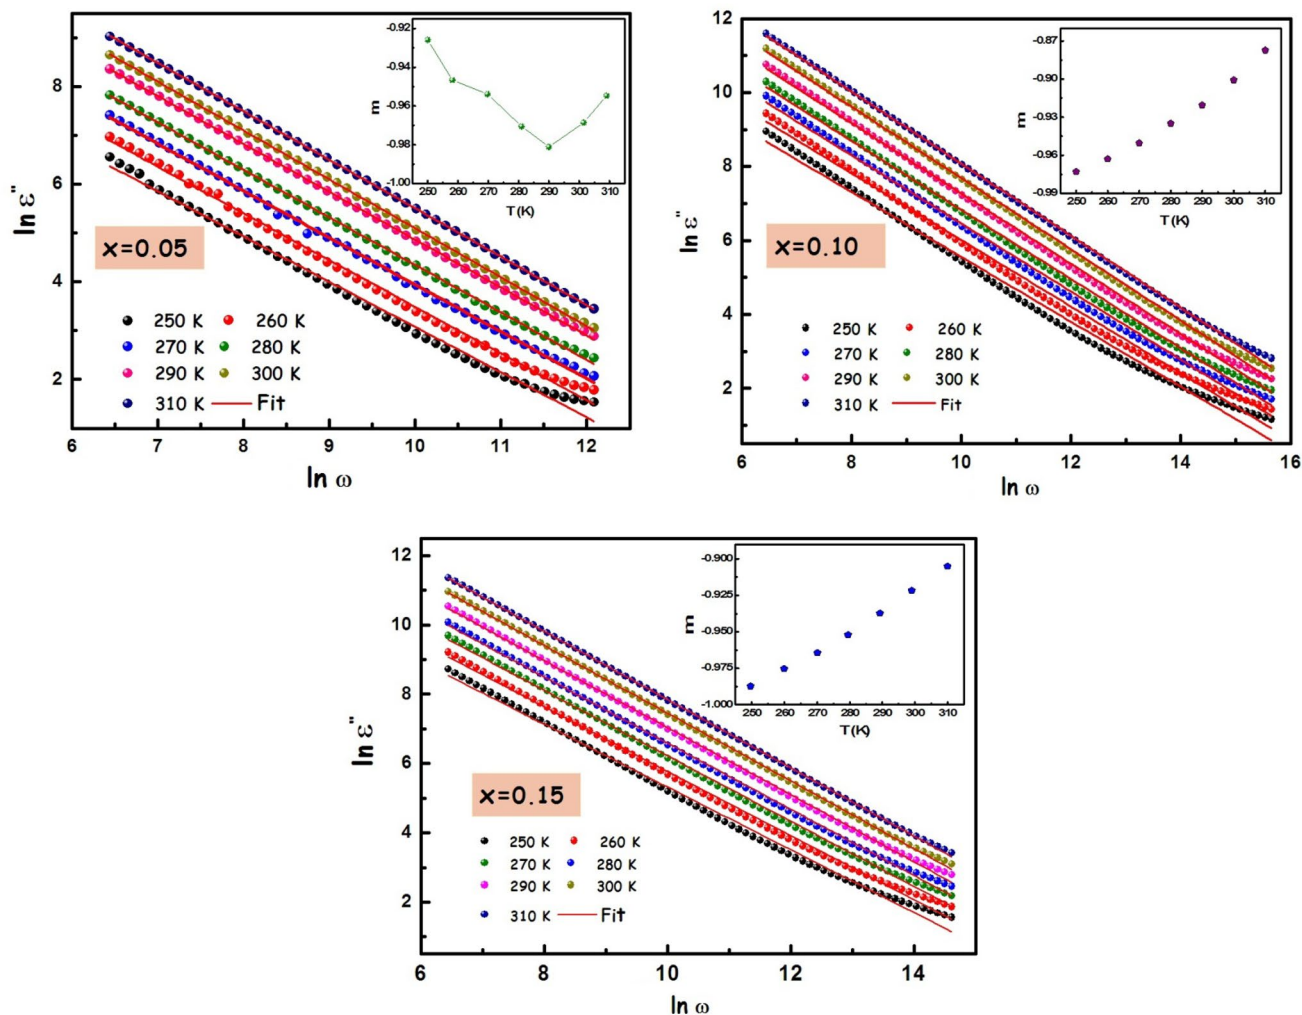 -0.92
-0.94
-0.96
-0.98
-1.00
m
250 260 270 280 290 300 310
T(K)
8
6
4
2
ln ε"
x=0.05
250 K 260 K
270 K 280 K
290 K 300 K
310 K Fit
6 7 8 9 10 11 12
ln ω
12
10
8
6
4
2
ln ε"
-0.87
-0.90
-0.93
-0.96
-0.99
m
250 260 270 280 290 300 310
T(K)
x=0.10
250 K 260 K
270 K 280 K
290 K 300 K
310 K Fit
6 8 10 12 14 16
ln ω
12
10
8
6
4
2
ln ε"
-0.900
-0.925
-0.950
-0.975
-1.000
m
250 260 270 280 290 300 310
T(K)
x=0.15
250 K 260 K
270 K 280 K
290 K 300 K
310 K Fit
6 8 10 12 14
ln ω